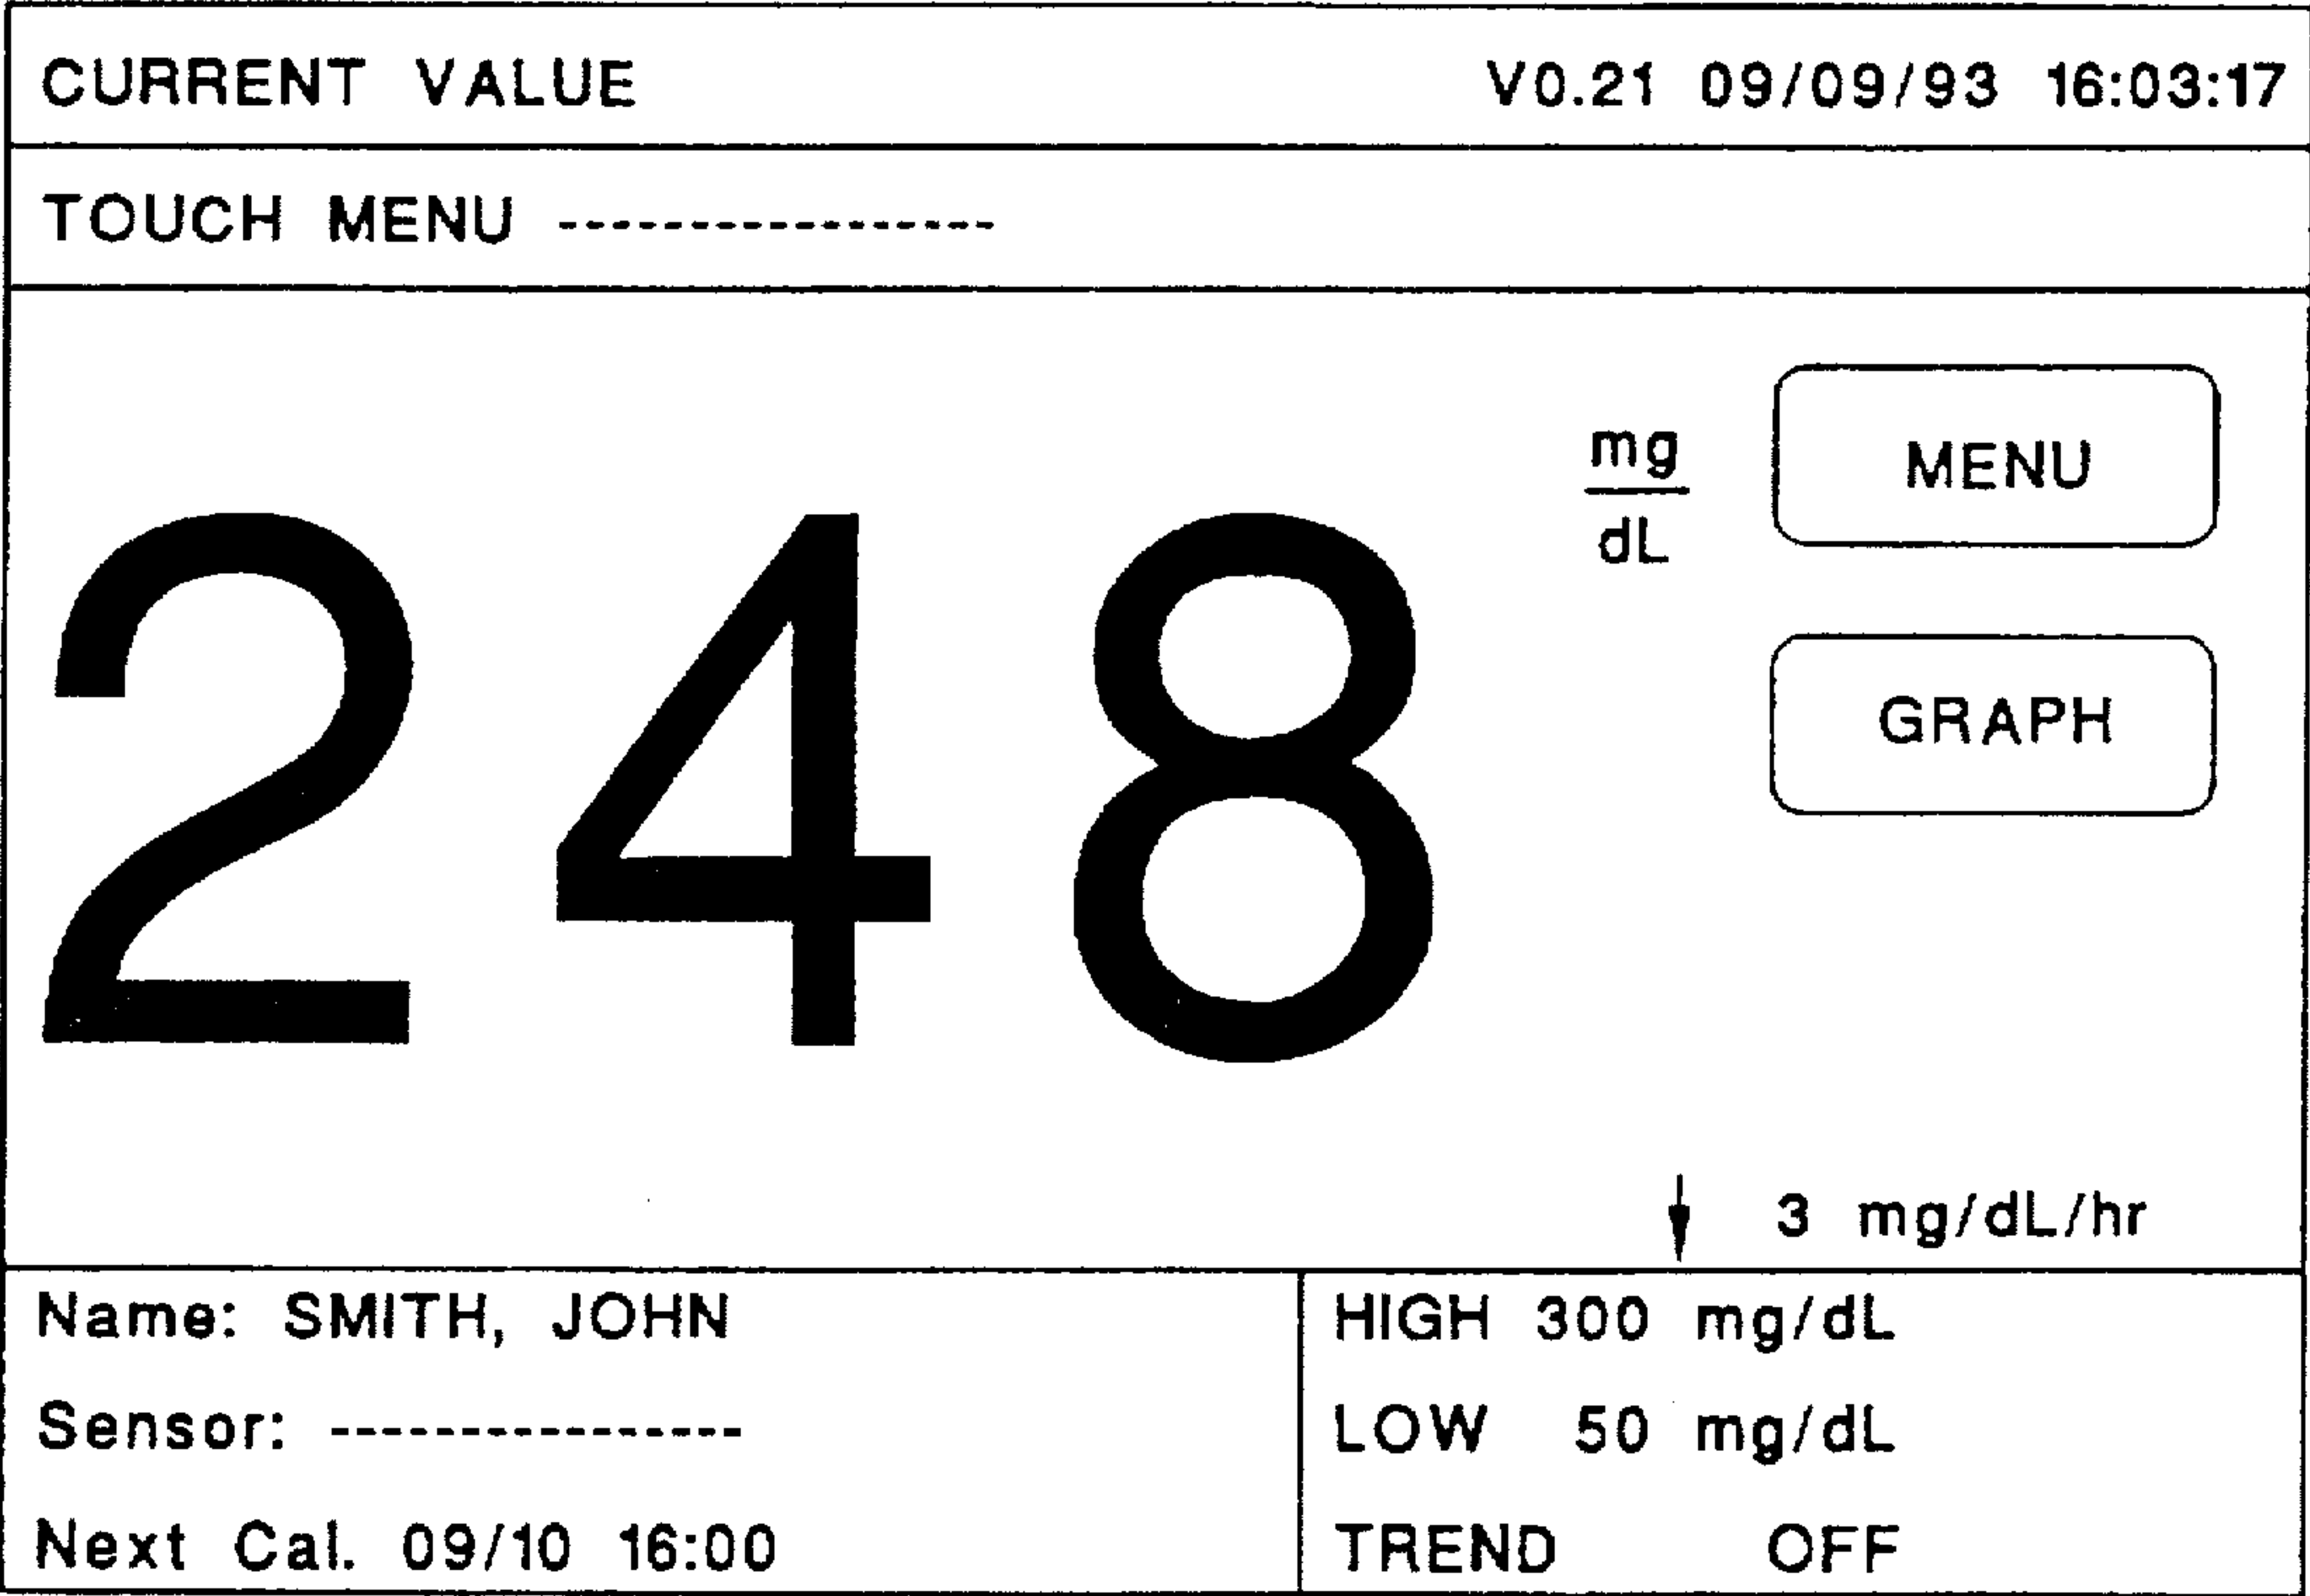 CURRENT VALUE V0.21 09/09/93 16:03:17
TOUCH MENU -----------------
mg
dL
MENU
248
GRAPH
↓ 3 mg/dL/hr
Name: SMITH, JOHN
Sensor: ----------------
Next Cal. 09/10 16:00
HIGH 300 mg/dL
LOW 50 mg/dL
TREND OFF